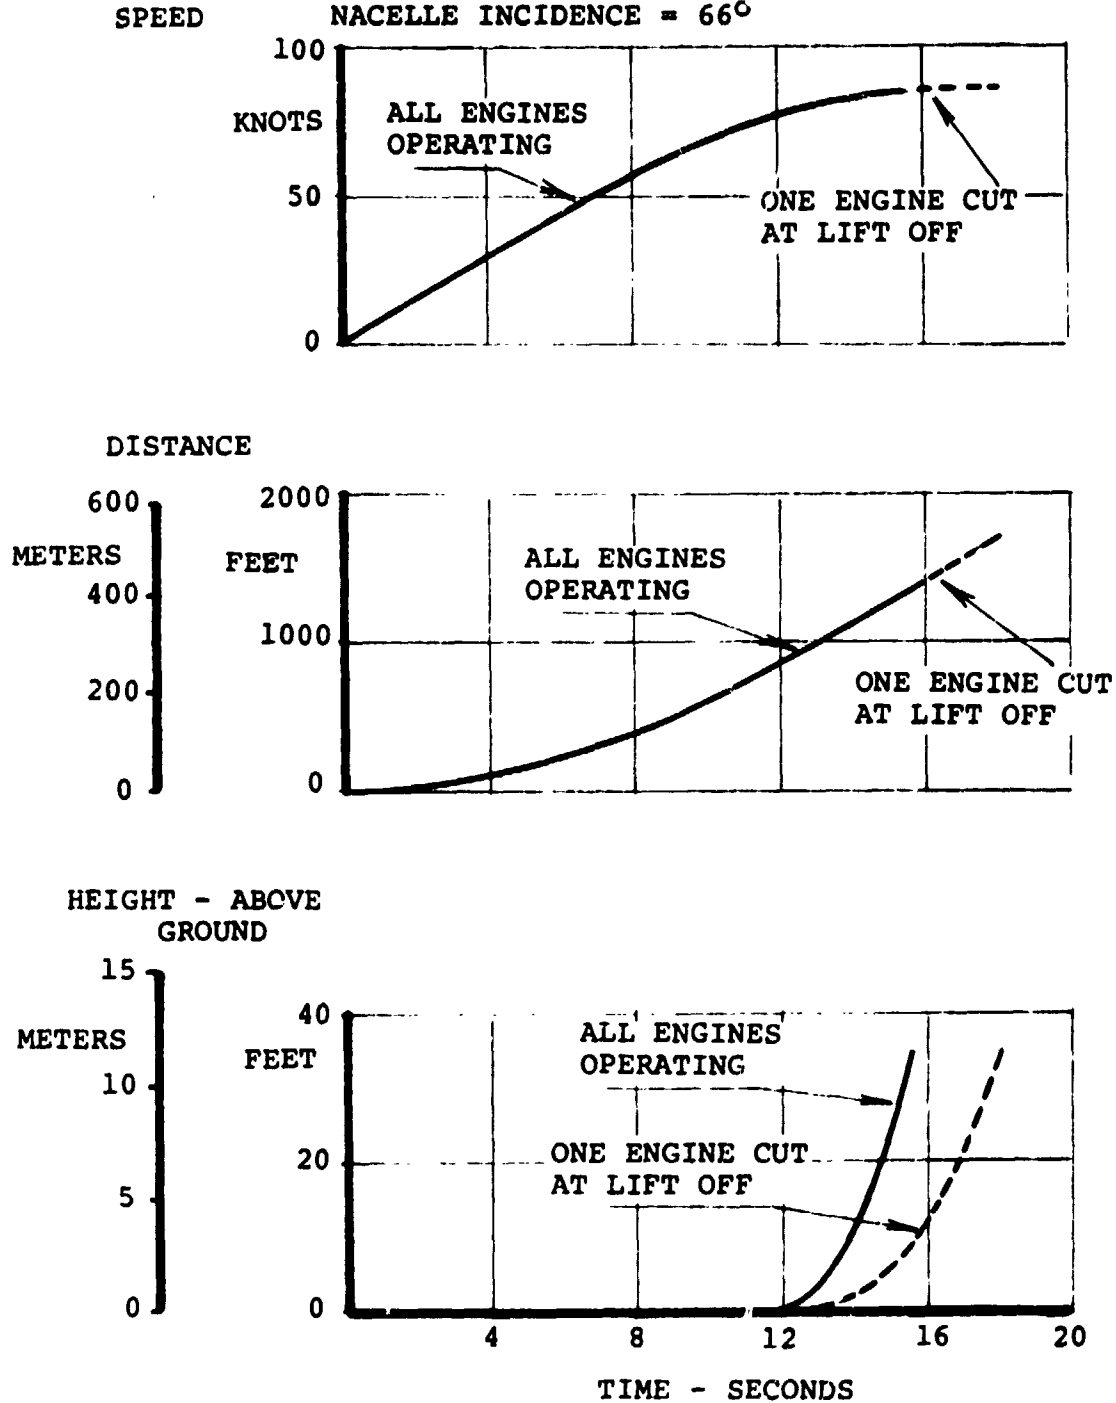 SPEED
NACELLE INCIDENCE = 66°
100
KNOTS
ALL ENGINES
OPERATING
50
ONE ENGINE CUT
AT LIFT OFF
0
DISTANCE
600
2000
METERS
FEET
ALL ENGINES
OPERATING
400
1000
200
ONE ENGINE CUT
AT LIFT OFF
0
0
HEIGHT - ABOVE
GROUND
15
40
METERS
FEET
ALL ENGINES
OPERATING
10
20
ONE ENGINE CUT
AT LIFT OFF
5
0
0
4
8
12
16
20
TIME - SECONDS